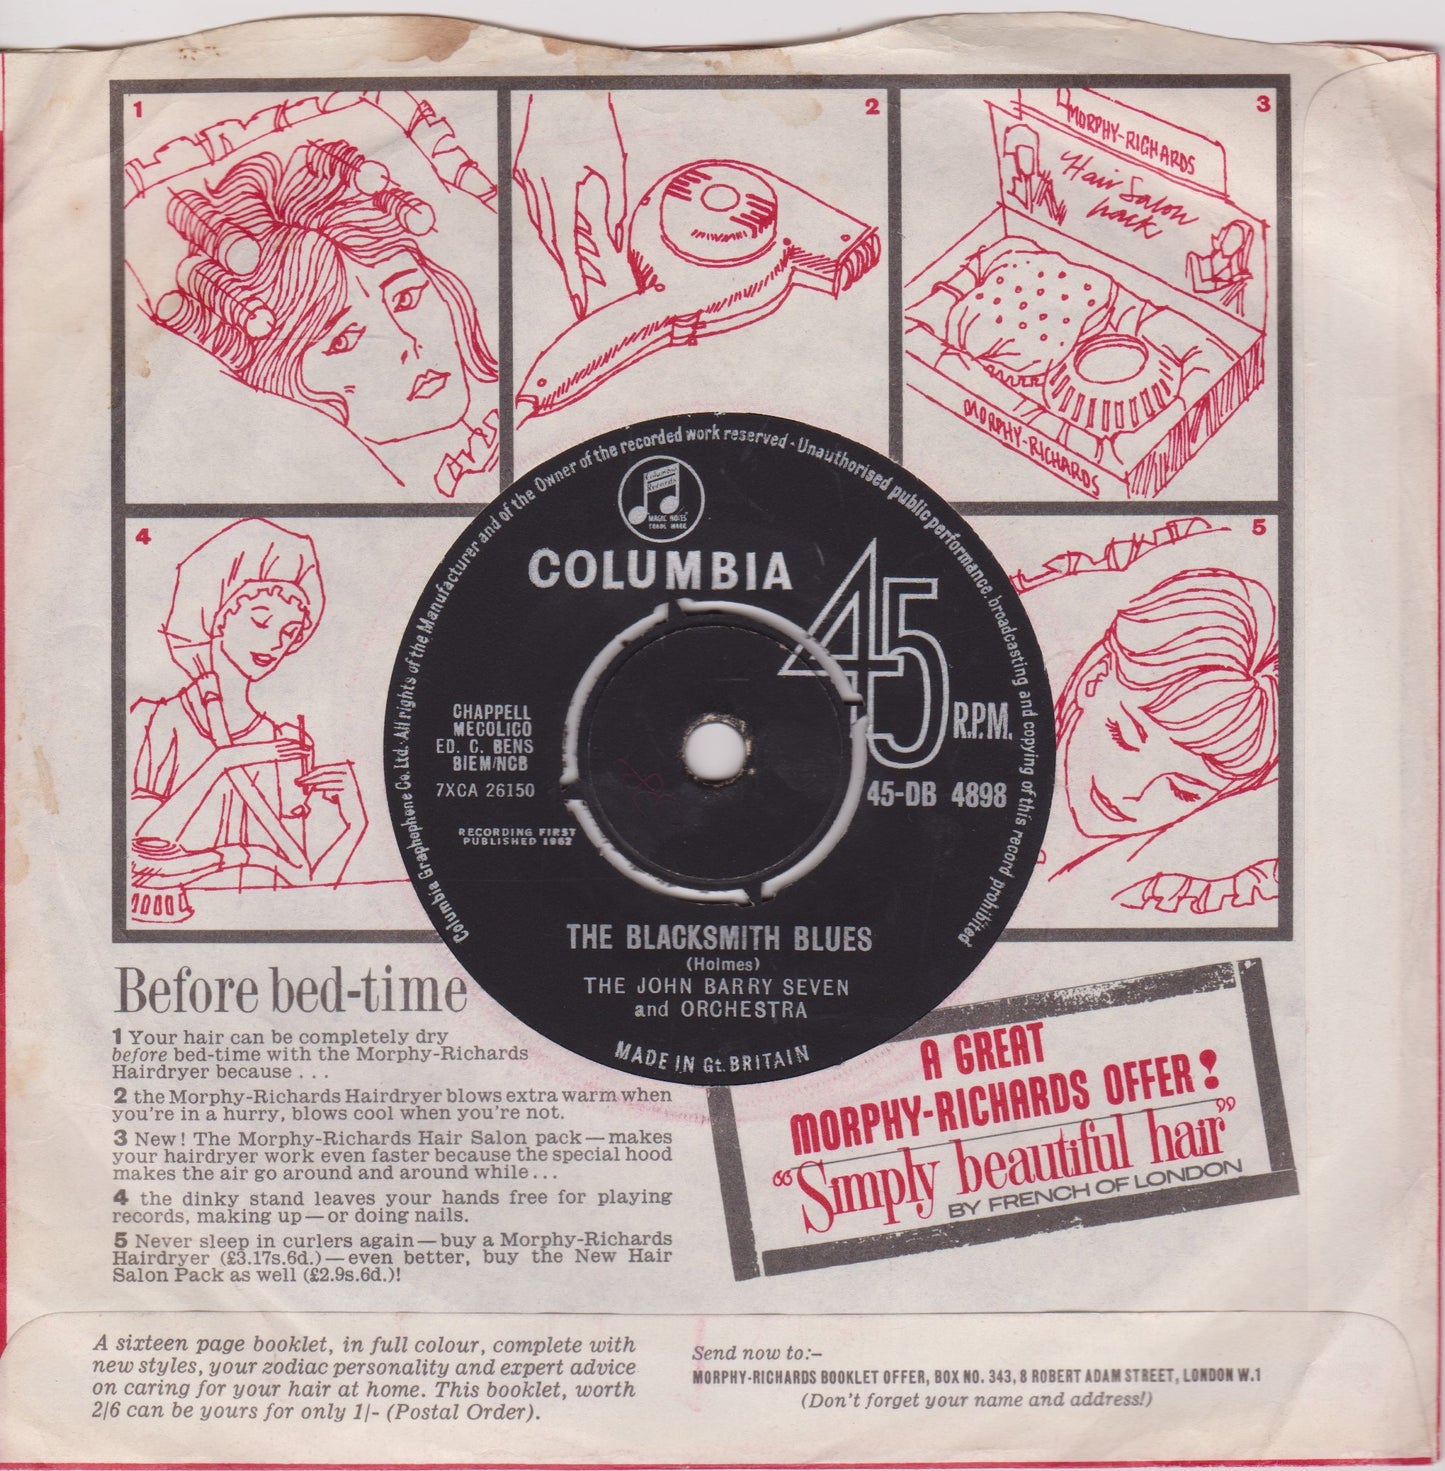 1
2
3
MORPHY-RICHARDS
Hair Salon
pack
MORPHY-RICHARDS
4
5
Columbia Graphophone Co. Ltd. All rights of the Manufacturer and of the Owner of the recorded work reserved - Unauthorised public performance, broadcasting and copying of this record prohibited
Columbia
Records
MAGIC NOTES
TRADE MARK
COLUMBIA
45
R.P.M.
CHAPPELL
MECOLICO
ED. C. BENS
BIEM/NCB
7XCA 26150
45-DB 4898
RECORDING FIRST
PUBLISHED 1962
THE BLACKSMITH BLUES
(Holmes)
THE JOHN BARRY SEVEN
and ORCHESTRA
MADE IN Gt. BRITAIN
Before bed-time
1 Your hair can be completely dry
before bed-time with the Morphy-Richards
Hairdryer because . . .
2 the Morphy-Richards Hairdryer blows extra warm when
you're in a hurry, blows cool when you're not.
3 New! The Morphy-Richards Hair Salon pack—makes
your hairdryer work even faster because the special hood
makes the air go around and around while . . .
4 the dinky stand leaves your hands free for playing
records, making up—or doing nails.
5 Never sleep in curlers again—buy a Morphy-Richards
Hairdryer (£3.17s.6d.)—even better, buy the New Hair
Salon Pack as well (£2.9s.6d.)!
A GREAT
MORPHY-RICHARDS OFFER!
“Simply beautiful hair”
BY FRENCH OF LONDON
A sixteen page booklet, in full colour, complete with
new styles, your zodiac personality and expert advice
on caring for your hair at home. This booklet, worth
2/6 can be yours for only 1/- (Postal Order).
Send now to:–
MORPHY-RICHARDS BOOKLET OFFER, BOX NO. 343, 8 ROBERT ADAM STREET, LONDON W.1
(Don't forget your name and address!)